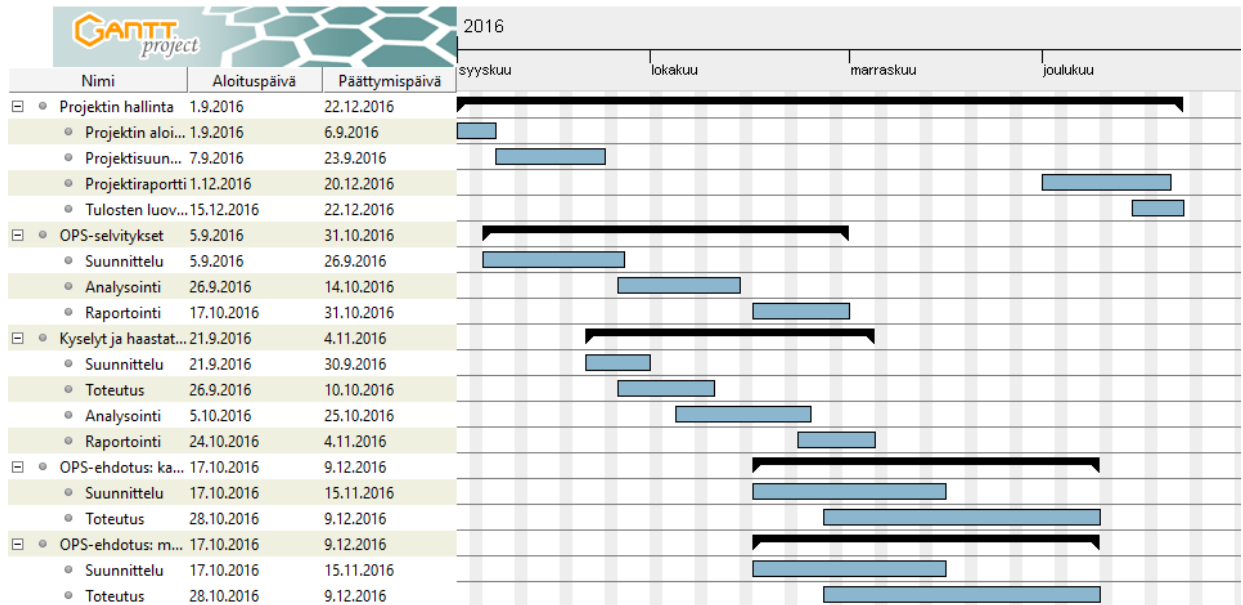 GANTT project
2016
syyskuu lokakuu marraskuu joulukuu
Nimi Aloituspäivä Päättymispäivä
Projektin hallinta 1.9.2016 22.12.2016
Projektin aloi... 1.9.2016 6.9.2016
Projektisuun... 7.9.2016 23.9.2016
Projektiraportti 1.12.2016 20.12.2016
Tulosten luov... 15.12.2016 22.12.2016
OPS-selvitykset 5.9.2016 31.10.2016
Suunnittelu 5.9.2016 26.9.2016
Analysointi 26.9.2016 14.10.2016
Raportointi 17.10.2016 31.10.2016
Kyselyt ja haastat... 21.9.2016 4.11.2016
Suunnittelu 21.9.2016 30.9.2016
Toteutus 26.9.2016 10.10.2016
Analysointi 5.10.2016 25.10.2016
Raportointi 24.10.2016 4.11.2016
OPS-ehdotus: ka... 17.10.2016 9.12.2016
Suunnittelu 17.10.2016 15.11.2016
Toteutus 28.10.2016 9.12.2016
OPS-ehdotus: m... 17.10.2016 9.12.2016
Suunnittelu 17.10.2016 15.11.2016
Toteutus 28.10.2016 9.12.2016